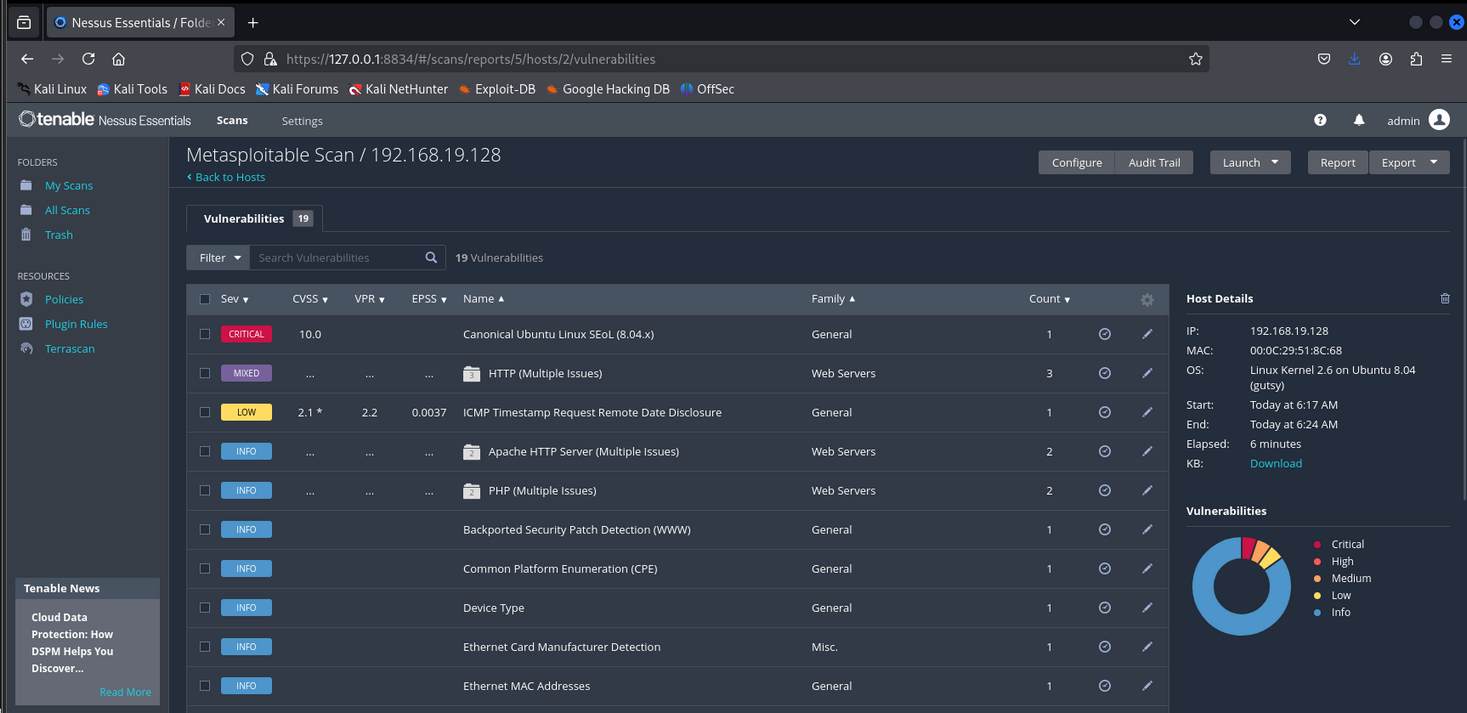 Nessus Essentials / Folde
https://127.0.0.1:8834/#/scans/reports/5/hosts/2/vulnerabilities
Kali Linux Kali Tools Kali Docs Kali Forums Kali NetHunter Exploit-DB Google Hacking DB OffSec
tenable Nessus Essentials Scans Settings admin
FOLDERS
My Scans
All Scans
Trash
RESOURCES
Policies
Plugin Rules
Terrascan
Tenable News
Cloud Data
Protection: How
DSPM Helps You
Discover...
Read More
Metasploitable Scan / 192.168.19.128
Back to Hosts
Configure Audit Trail Launch Report Export
Vulnerabilities 19
Filter Search Vulnerabilities 19 Vulnerabilities
Sev CVSS VPR EPSS Name Family Count
CRITICAL 10.0 Canonical Ubuntu Linux SEoL (8.04.x) General 1
MIXED ... ... ... 3 HTTP (Multiple Issues) Web Servers 3
LOW 2.1 * 2.2 0.0037 ICMP Timestamp Request Remote Date Disclosure General 1
INFO ... ... ... 2 Apache HTTP Server (Multiple Issues) Web Servers 2
INFO ... ... ... 2 PHP (Multiple Issues) Web Servers 2
INFO Backported Security Patch Detection (WWW) General 1
INFO Common Platform Enumeration (CPE) General 1
INFO Device Type General 1
INFO Ethernet Card Manufacturer Detection Misc. 1
INFO Ethernet MAC Addresses General 1
Host Details
IP: 192.168.19.128
MAC: 00:0C:29:51:8C:68
OS: Linux Kernel 2.6 on Ubuntu 8.04
(gutsy)
Start: Today at 6:17 AM
End: Today at 6:24 AM
Elapsed: 6 minutes
KB: Download
Vulnerabilities
Critical
High
Medium
Low
Info